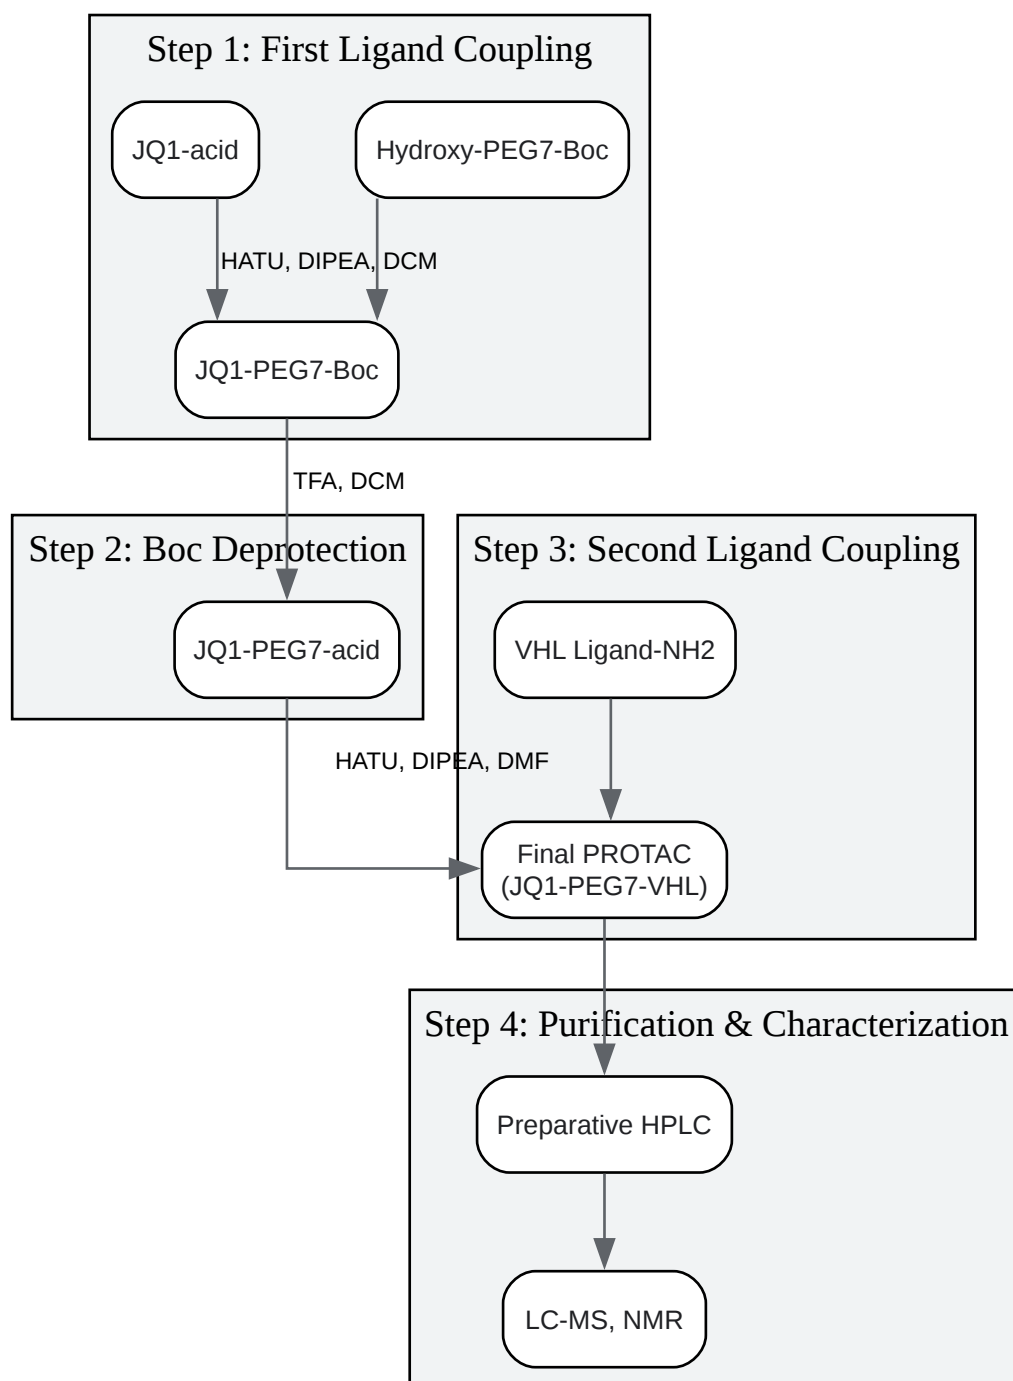 Step 1: First Ligand Coupling
JQ1-acid
Hydroxy-PEG7-Boc
HATU, DIPEA, DCM
JQ1-PEG7-Boc
TFA, DCM
Step 2: Boc Deprotection
JQ1-PEG7-acid
Step 3: Second Ligand Coupling
VHL Ligand-NH2
HATU, DIPEA, DMF
Final PROTAC
(JQ1-PEG7-VHL)
Step 4: Purification & Characterization
Preparative HPLC
LC-MS, NMR